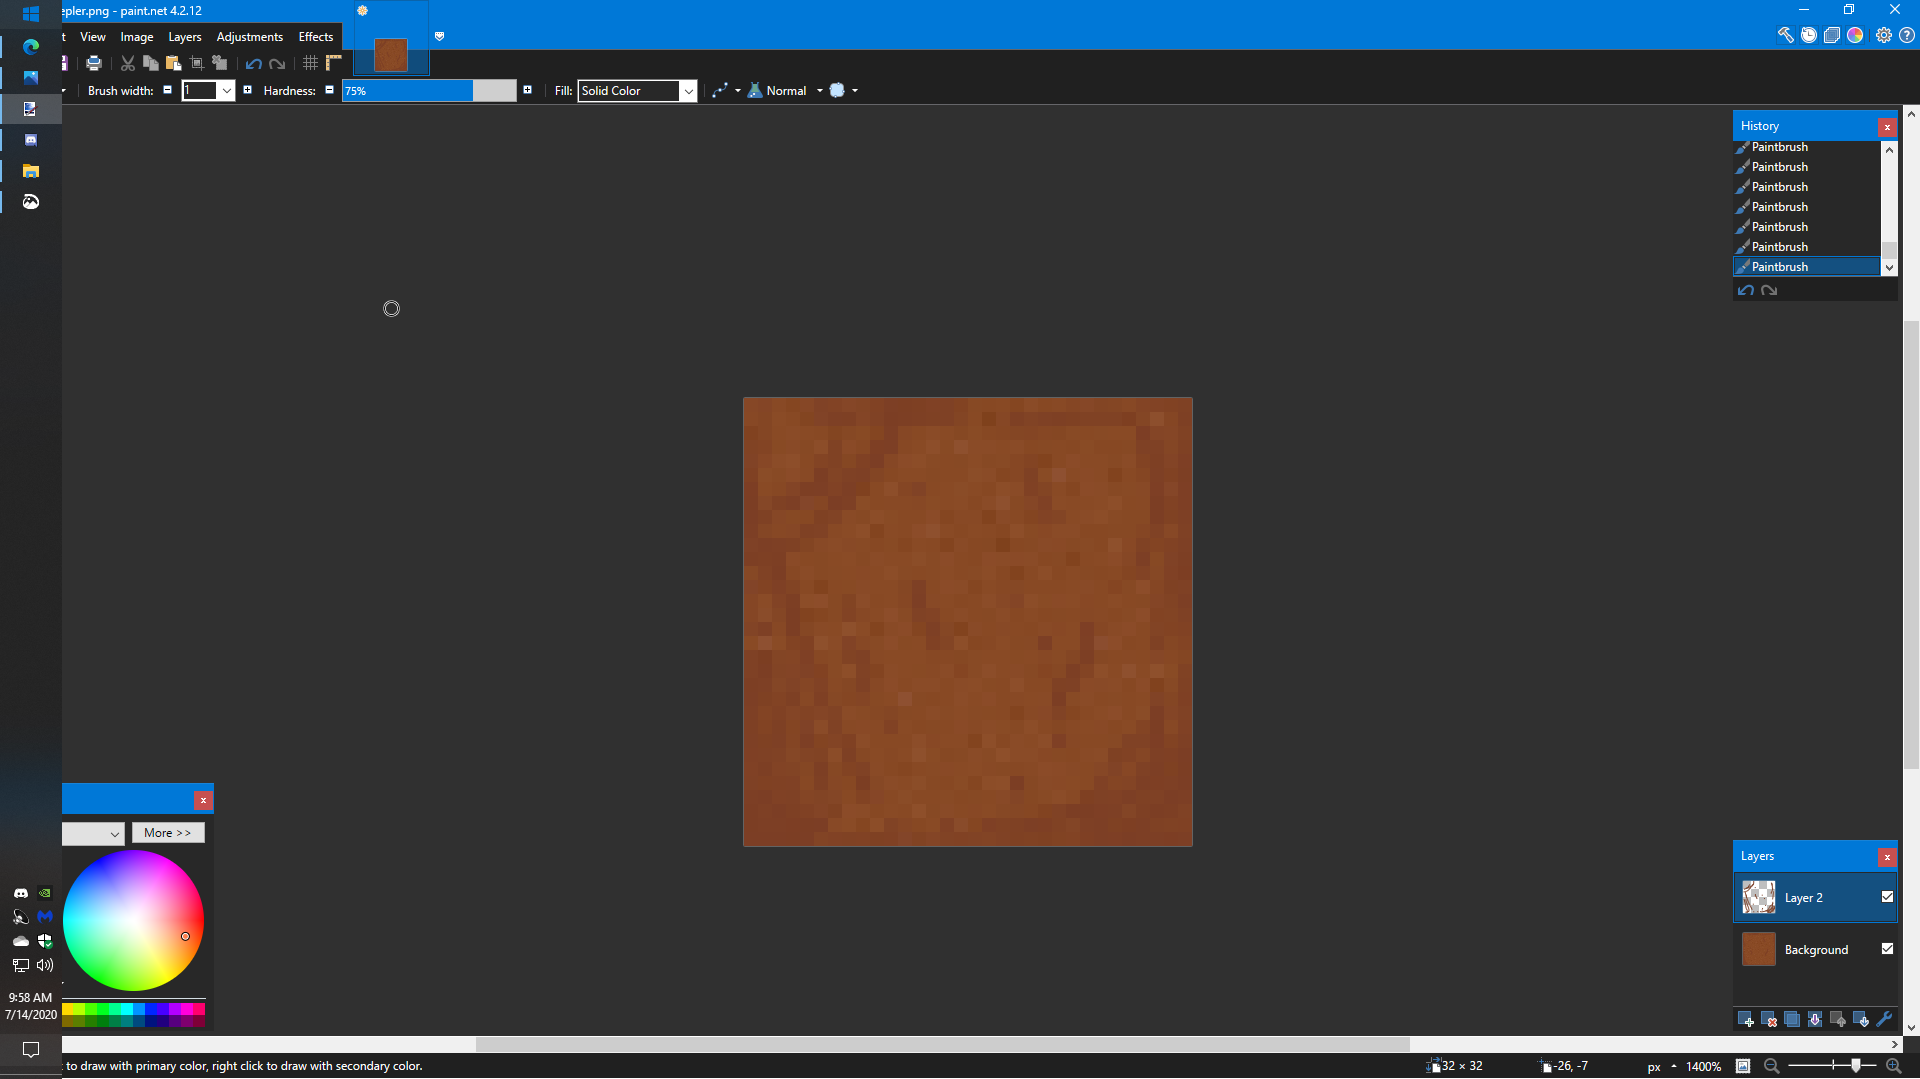 epler.png - paint.net 4.2.12
t View Image Layers Adjustments Effects
Brush width: 1 Hardness: 75% Fill: Solid Color Normal
History
Paintbrush
Paintbrush
Paintbrush
Paintbrush
Paintbrush
Paintbrush
Paintbrush
More >>
Layers
Layer 2
Background
9:58 AM
7/14/2020
to draw with primary color, right click to draw with secondary color.
32 × 32
-26, -7
px
1400%